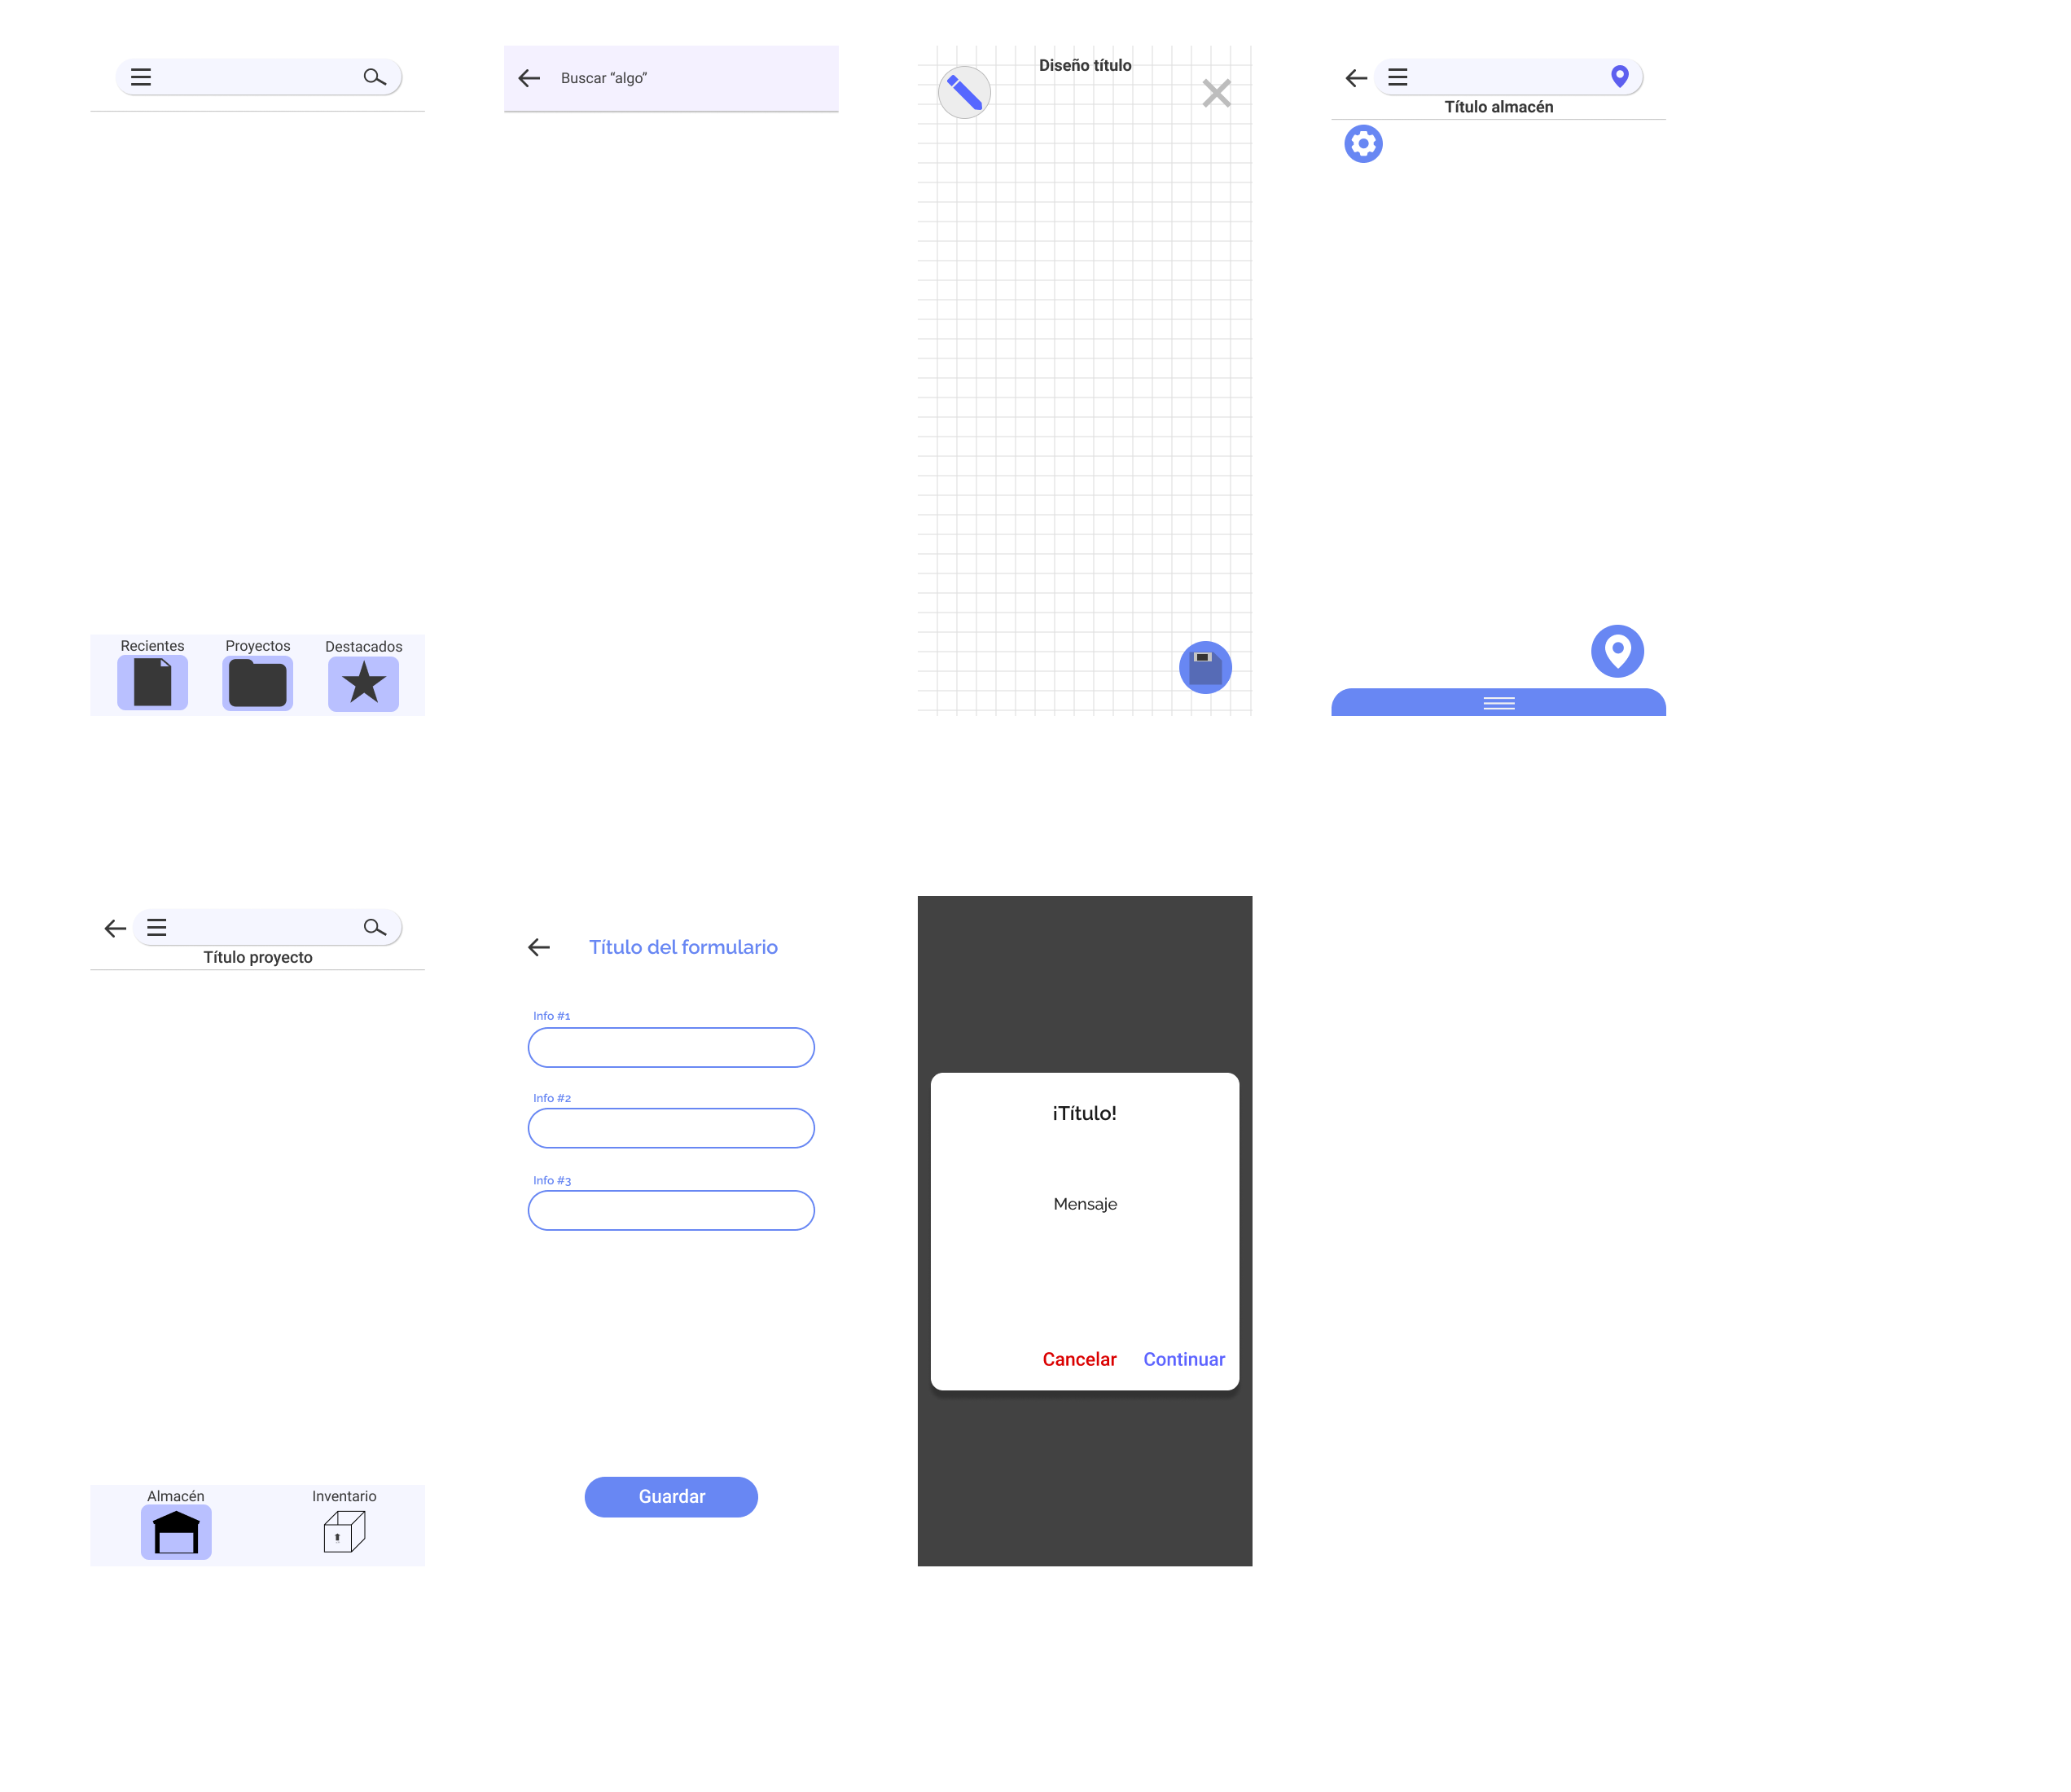 Recientes
Proyectos
Destacados
Buscar “algo”
Diseño título
Título almacén
Título proyecto
Almacén
Inventario
Título del formulario
Info #1
Info #2
Info #3
Guardar
¡Título!
Mensaje
Cancelar
Continuar